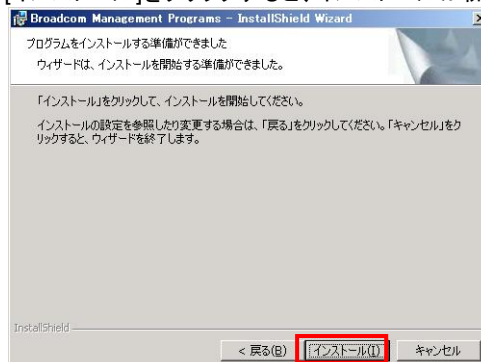 Broadcom Management Programs - InstallShield Wizard
プログラムをインストールする準備ができました
ウィザードは、インストールを開始する準備ができました。
「インストール」をクリックして、インストールを開始してください。
インストールの設定を参照したり変更する場合は、「戻る」をクリックしてください。「キャンセル」をク
リックすると、ウィザードを終了します。
InstallShield
< 戻る(B) インストール(I) キャンセル